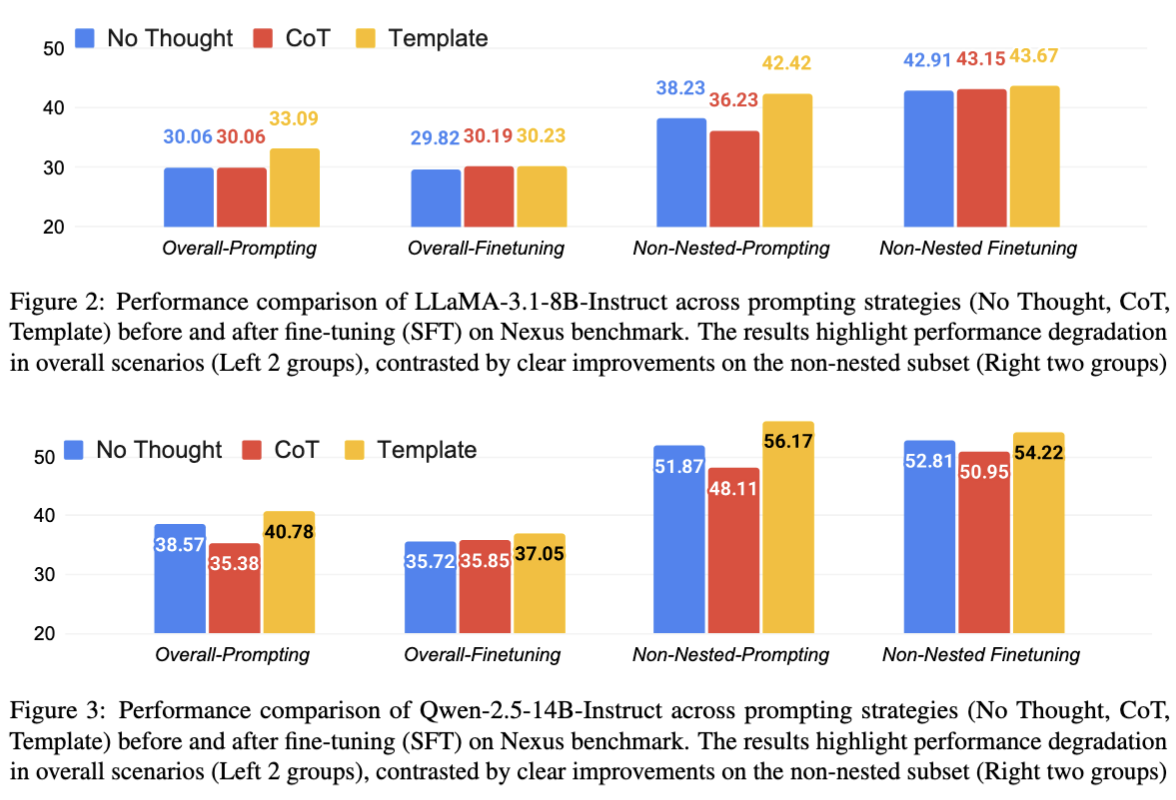 No Thought CoT Template
50
40
30
20
30.06 30.06 33.09
29.82 30.19 30.23
38.23 36.23 42.42
42.91 43.15 43.67
Overall-Prompting Overall-Finetuning Non-Nested-Prompting Non-Nested Finetuning
Figure 2: Performance comparison of LLaMA-3.1-8B-Instruct across prompting strategies (No Thought, CoT,
Template) before and after fine-tuning (SFT) on Nexus benchmark. The results highlight performance degradation
in overall scenarios (Left 2 groups), contrasted by clear improvements on the non-nested subset (Right two groups)
No Thought CoT Template
50
40
30
20
38.57 35.38 40.78
35.72 35.85 37.05
51.87 48.11 56.17
52.81 50.95 54.22
Overall-Prompting Overall-Finetuning Non-Nested-Prompting Non-Nested Finetuning
Figure 3: Performance comparison of Qwen-2.5-14B-Instruct across prompting strategies (No Thought, CoT,
Template) before and after fine-tuning (SFT) on Nexus benchmark. The results highlight performance degradation
in overall scenarios (Left 2 groups), contrasted by clear improvements on the non-nested subset (Right two groups)